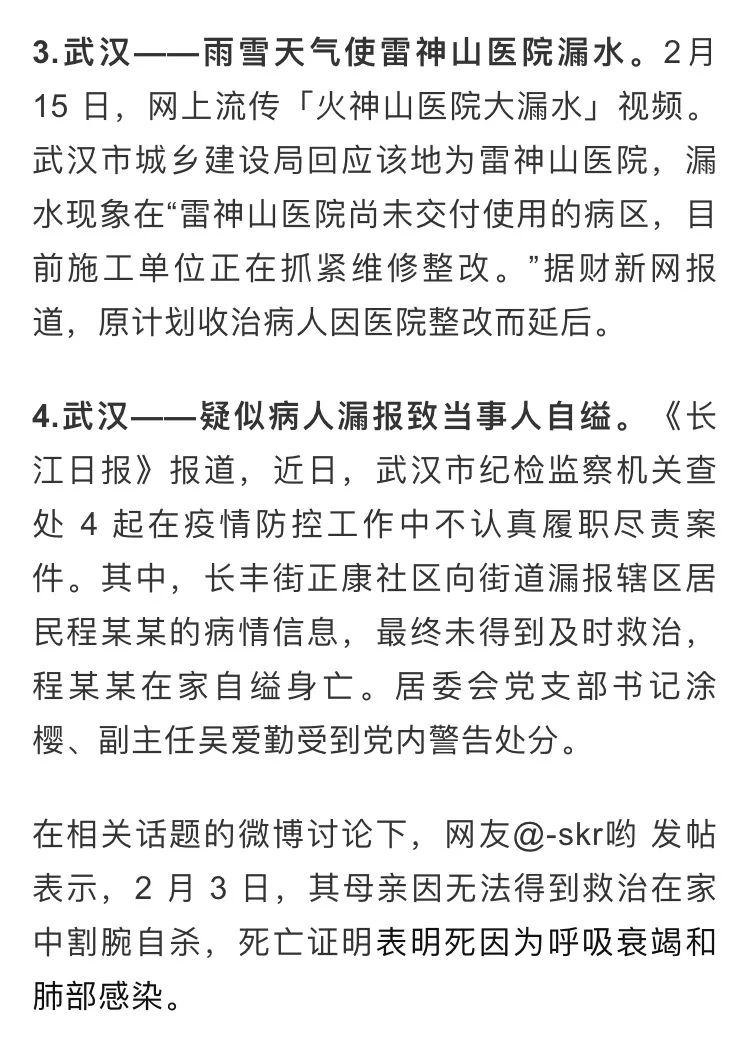 3.武汉——雨雪天气使雷神山医院漏水。2月
15 日，网上流传「火神山医院大漏水」视频。
武汉市城乡建设局回应该地为雷神山医院，漏
水现象在“雷神山医院尚未交付使用的病区，目
前施工单位正在抓紧维修整改。”据财新网报
道，原计划收治病人因医院整改而延后。
4.武汉——疑似病人漏报致当事人自缢。《长
江日报》报道，近日，武汉市纪检监察机关查
处 4 起在疫情防控工作中不认真履职尽责案
件。其中，长丰街正康社区向街道漏报辖区居
民程某某的病情信息，最终未得到及时救治，
程某某在家自缢身亡。居委会党支部书记涂
樱、副主任吴爱勤受到党内警告处分。
在相关话题的微博讨论下，网友@-skr哟 发帖
表示，2 月 3 日，其母亲因无法得到救治在家
中割腕自杀，死亡证明表明死因为呼吸衰竭和
肺部感染。